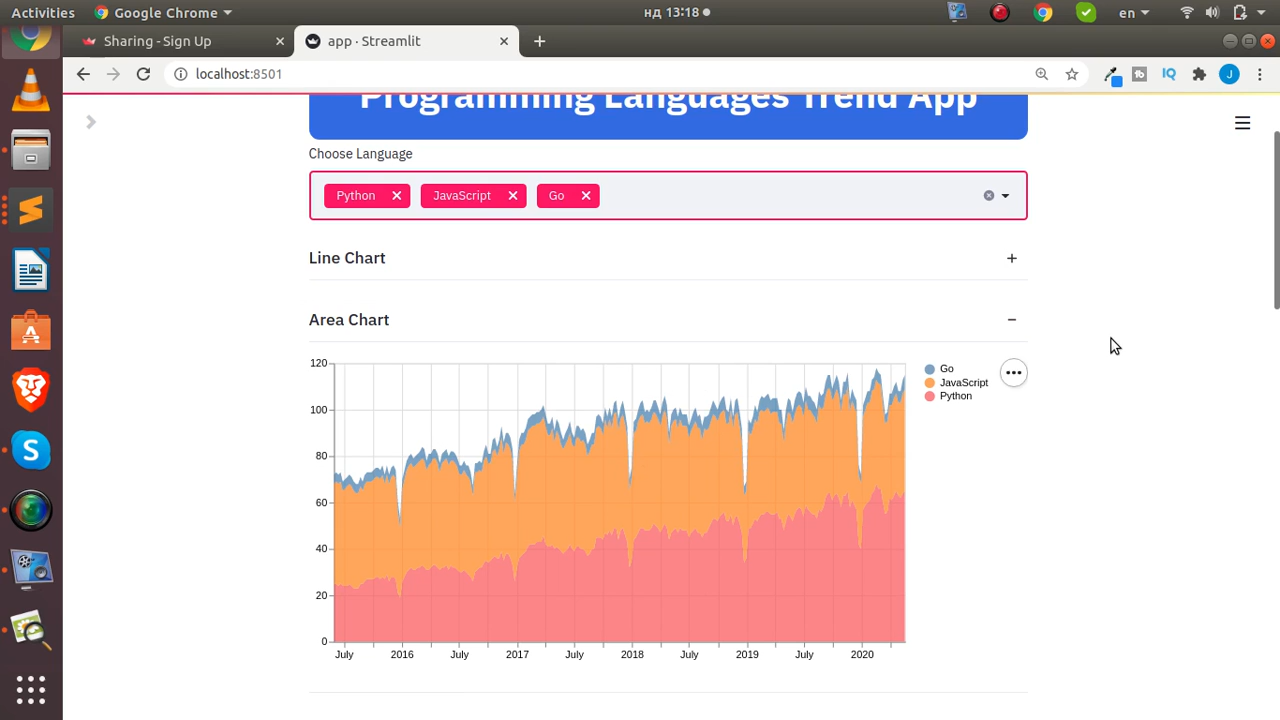 Activities Google Chrome нд 13:18 en
Sharing - Sign Up app · Streamlit
localhost:8501 IQ J
Programming Languages Trend App
Choose Language
Python JavaScript Go
Line Chart
Area Chart
120
100
80
60
40
20
0
July 2016 July 2017 July 2018 July 2019 July 2020
Go
JavaScript
Python